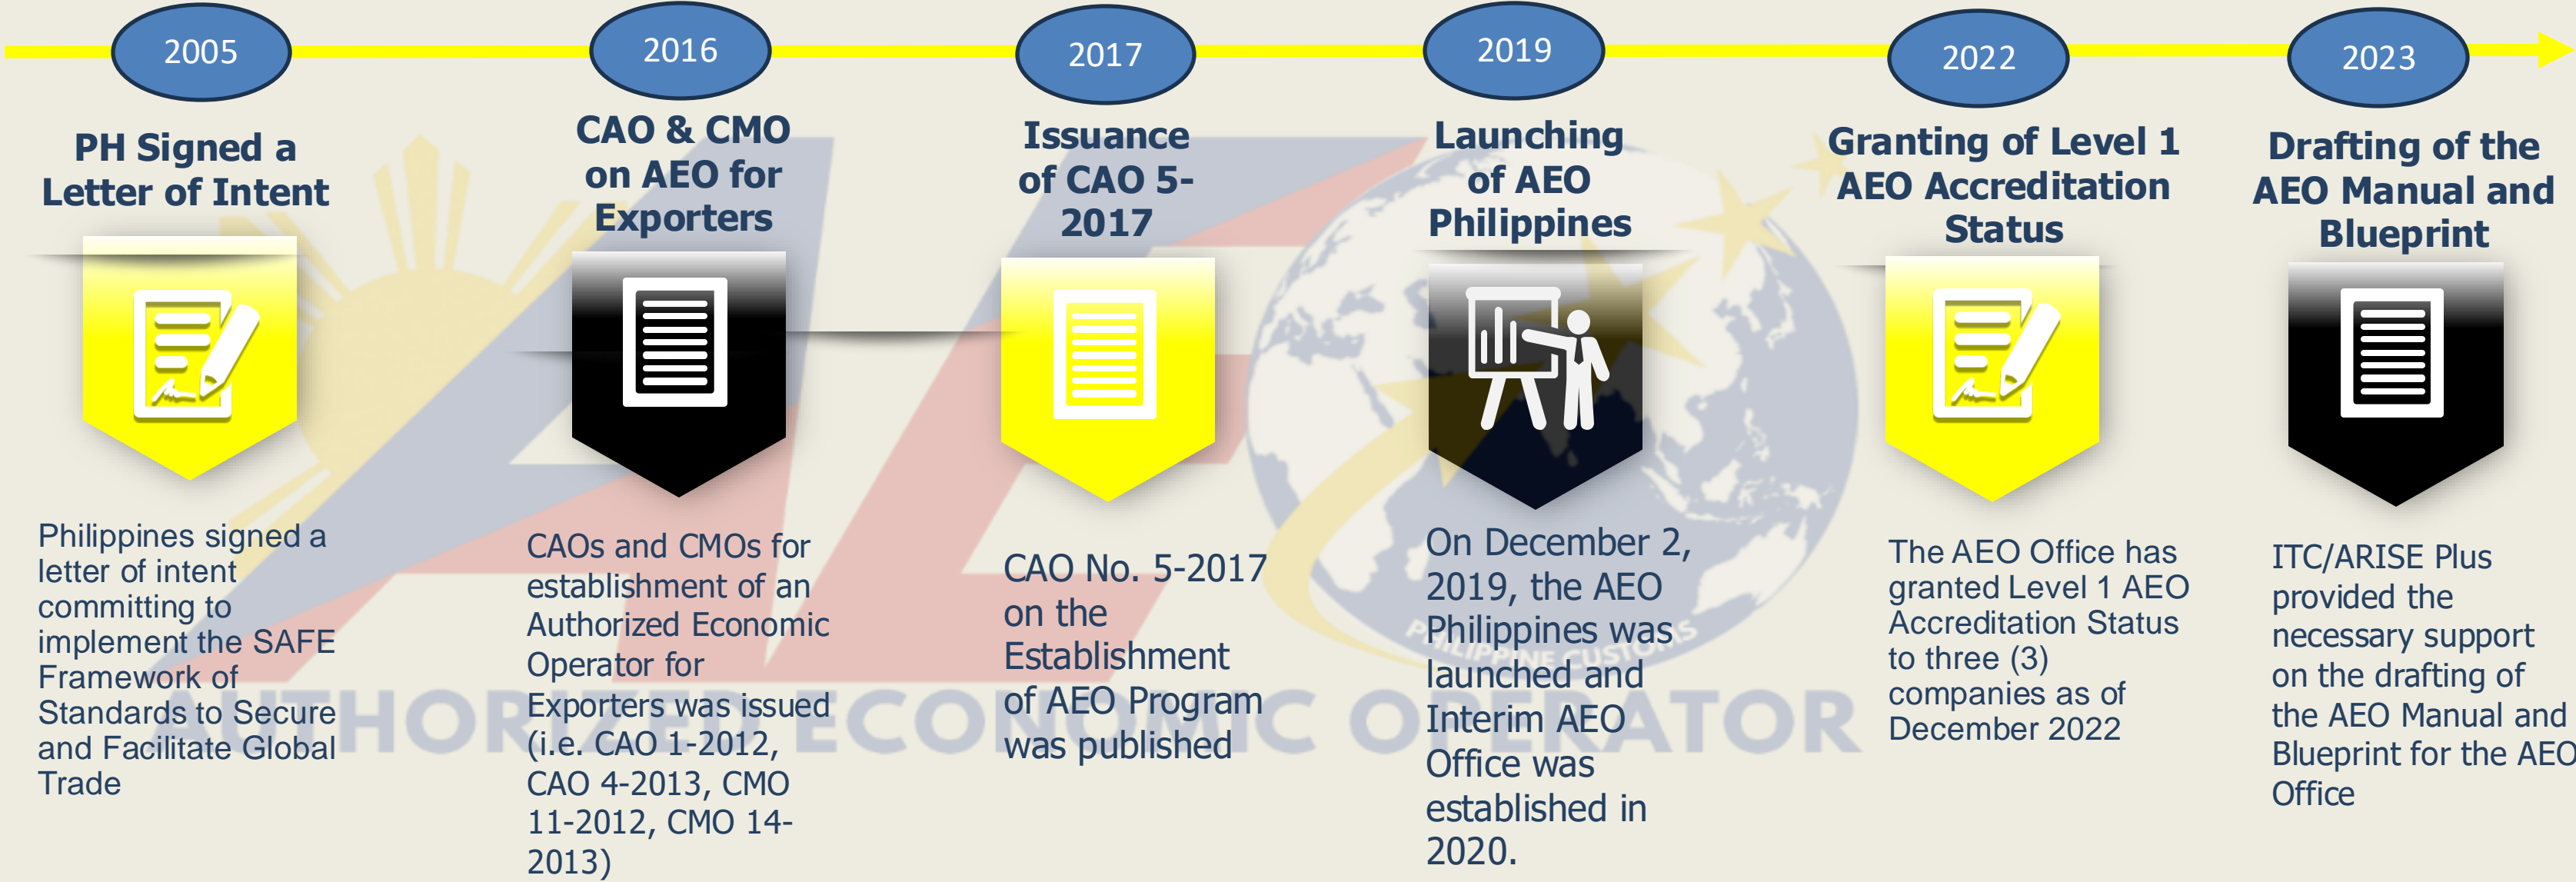 2005
PH Signed a
Letter of Intent
Philippines signed a
letter of intent
committing to
implement the SAFE
Framework of
Standards to Secure
and Facilitate Global
Trade
2016
CAO & CMO
on AEO for
Exporters
CAOs and CMOs for
establishment of an
Authorized Economic
Operator for
Exporters was issued
(i.e. CAO 1-2012,
CAO 4-2013, CMO
11-2012, CMO 14-
2013)
2017
Issuance
of CAO 5-
2017
CAO No. 5-2017
on the
Establishment
of AEO Program
was published
2019
Launching
of AEO
Philippines
On December 2,
2019, the AEO
Philippines was
launched and
Interim AEO
Office was
established in
2020.
2022
Granting of Level 1
AEO Accreditation
Status
The AEO Office has
granted Level 1 AEO
Accreditation Status
to three (3)
companies as of
December 2022
2023
Drafting of the
AEO Manual and
Blueprint
ITC/ARISE Plus
provided the
necessary support
on the drafting of
the AEO Manual and
Blueprint for the AEO
Office
AE
PHILIPPINE CUSTOMS
AUTHORIZED ECONOMIC OPERATOR